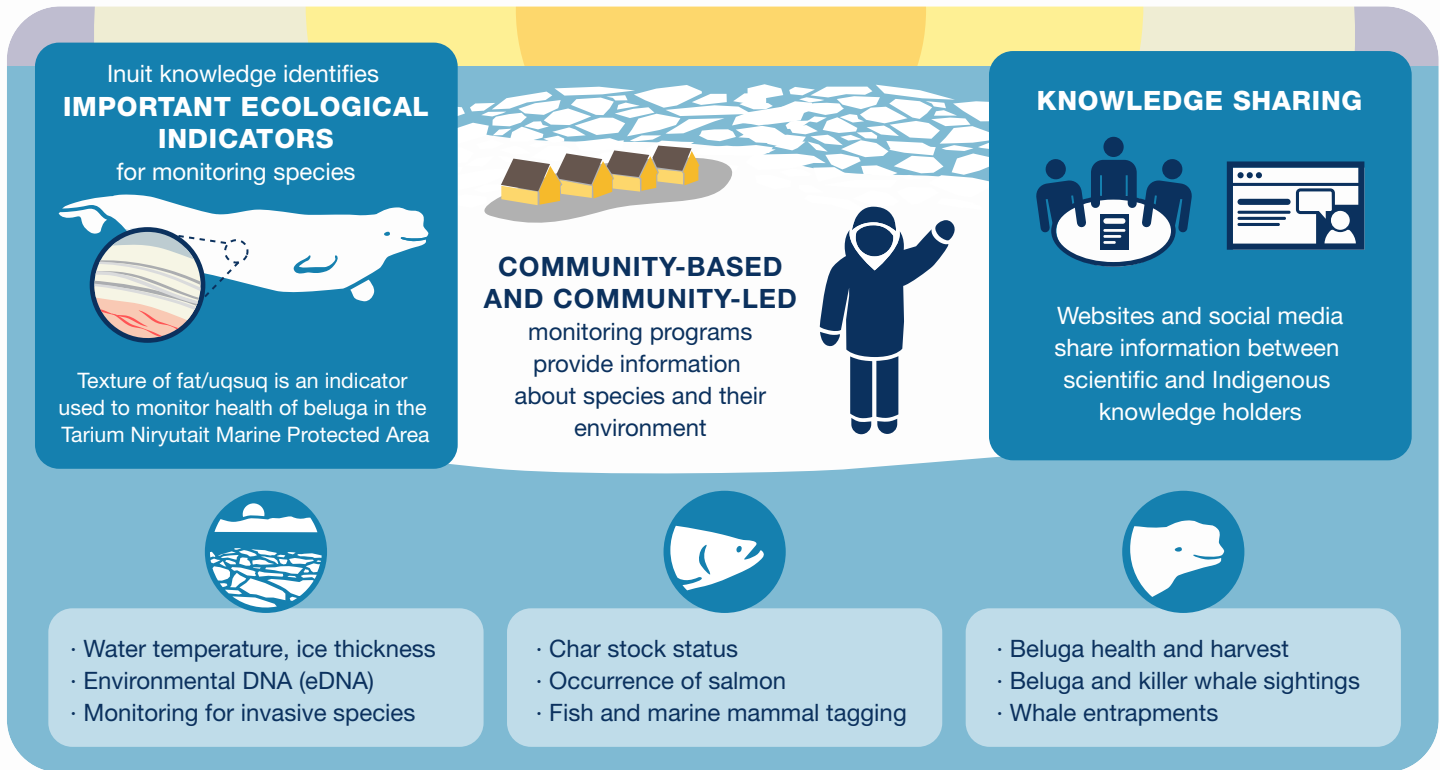 Inuit knowledge identifies
IMPORTANT ECOLOGICAL
INDICATORS
for monitoring species
Texture of fat/uqsuq is an indicator
used to monitor health of beluga in the
Tarium Niryutait Marine Protected Area
COMMUNITY-BASED
AND COMMUNITY-LED
monitoring programs
provide information
about species and their
environment
KNOWLEDGE SHARING
Websites and social media
share information between
scientific and Indigenous
knowledge holders
· Water temperature, ice thickness
· Environmental DNA (eDNA)
· Monitoring for invasive species
· Char stock status
· Occurrence of salmon
· Fish and marine mammal tagging
· Beluga health and harvest
· Beluga and killer whale sightings
· Whale entrapments